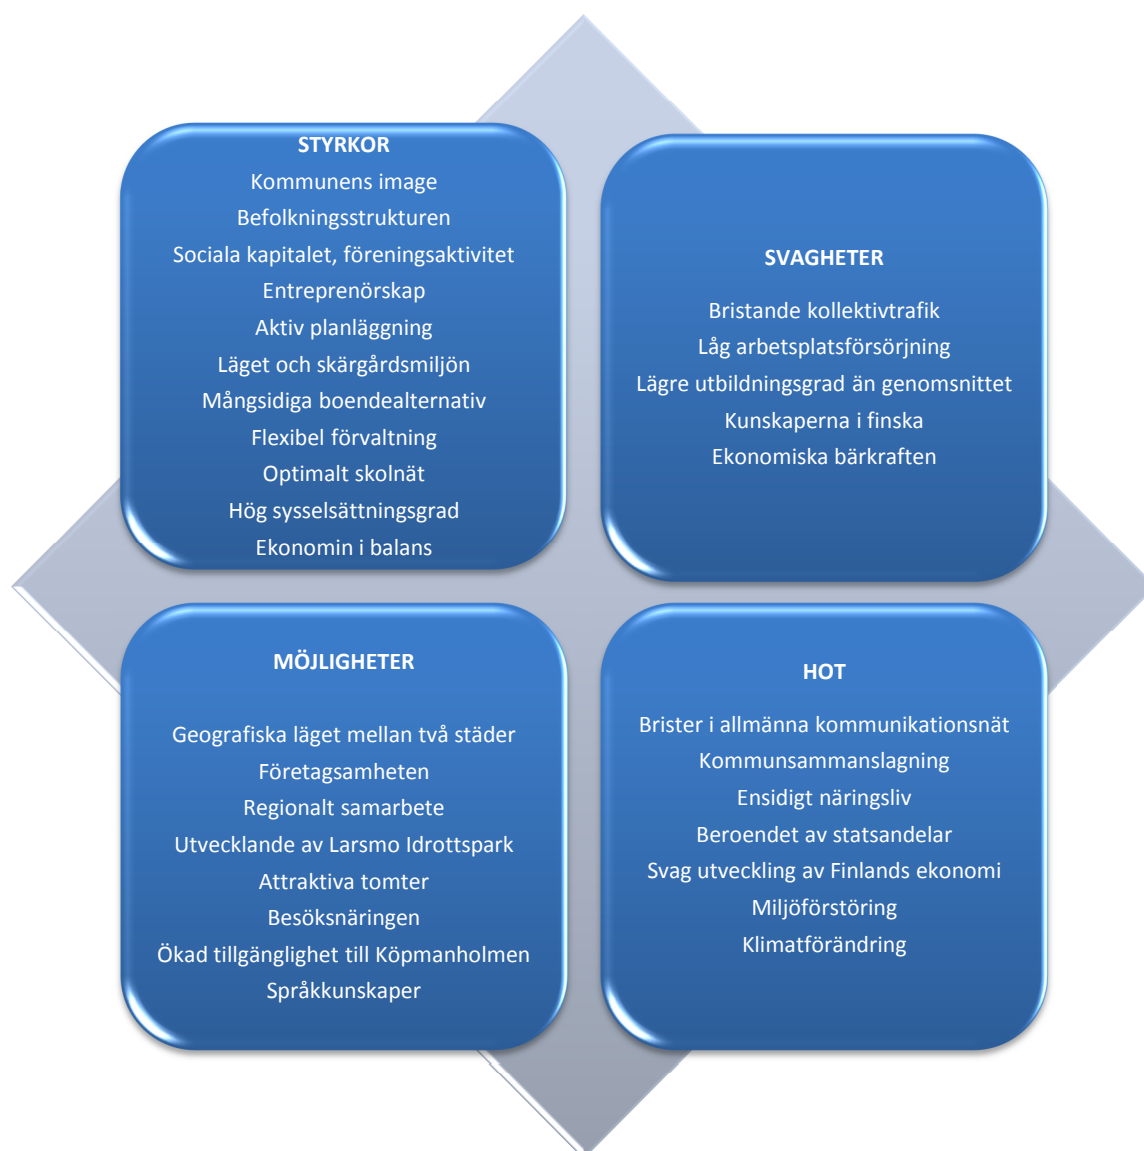 STYRKOR
Kommunens image
Befolkningsstrukturen
Sociala kapitalet, föreningsaktivitet
Entreprenörskap
Aktiv planläggning
Läget och skärgårdsmiljön
Mångsidiga boendealternativ
Flexibel förvaltning
Optimalt skolnät
Hög sysselsättningsgrad
Ekonomin i balans
SVAGHETER
Bristande kollektivtrafik
Låg arbetsplatsförsörjning
Lägre utbildningsgrad än genomsnittet
Kunskaperna i finska
Ekonomiska bärkraften
MÖJLIGHETER
Geografiska läget mellan två städer
Företagsamheten
Regionalt samarbete
Utvecklande av Larsmo Idrottspark
Attraktiva tomter
Besöksnäringen
Ökad tillgänglighet till Köpmanholmen
Språkkunskaper
HOT
Brister i allmänna kommunikationsnät
Kommunsammanslagning
Ensidigt näringsliv
Beroendet av statsandelar
Svag utveckling av Finlands ekonomi
Miljöförstöring
Klimatförändring